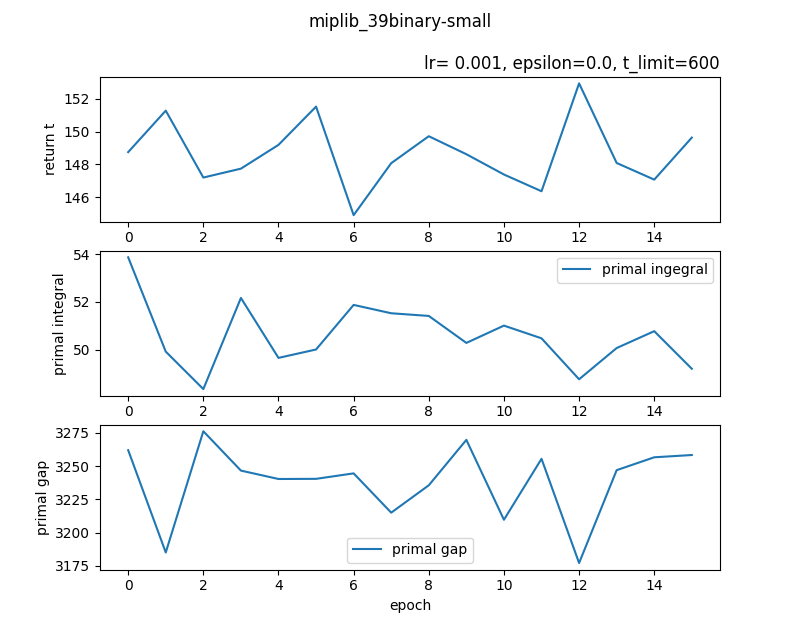 miplib_39binary-small
lr= 0.001, epsilon=0.0, t_limit=600
return t
152
150
148
146
0 2 4 6 8 10 12 14
primal integral
54
52
50
primal ingegral
0 2 4 6 8 10 12 14
primal gap
3275
3250
3225
3200
3175
primal gap
0 2 4 6 8 10 12 14
epoch